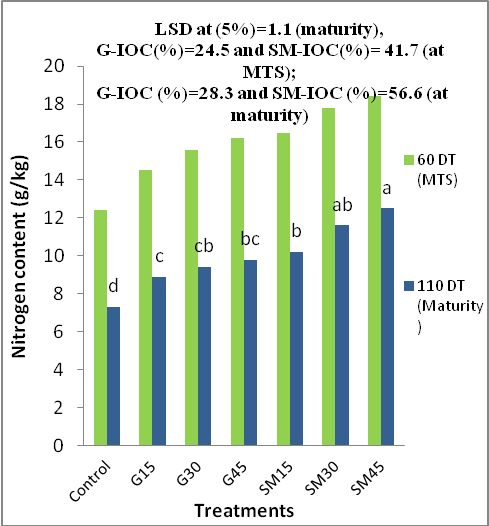 LSD at (5%)=1.1 (maturity),
G-IOC(%)=24.5 and SM-IOC(%)= 41.7 (at
MTS);
G-IOC (%)=28.3 and SM-IOC (%)=56.6 (at
maturity)
Nitrogen content (g/kg)
20
18
16
14
12
10
8
6
4
2
0
d
c
cb
bc
b
ab
a
60 DT
(MTS)
110 DT
(Maturity
)
Control
G15
G30
G45
SM15
SM30
SM45
Treatments